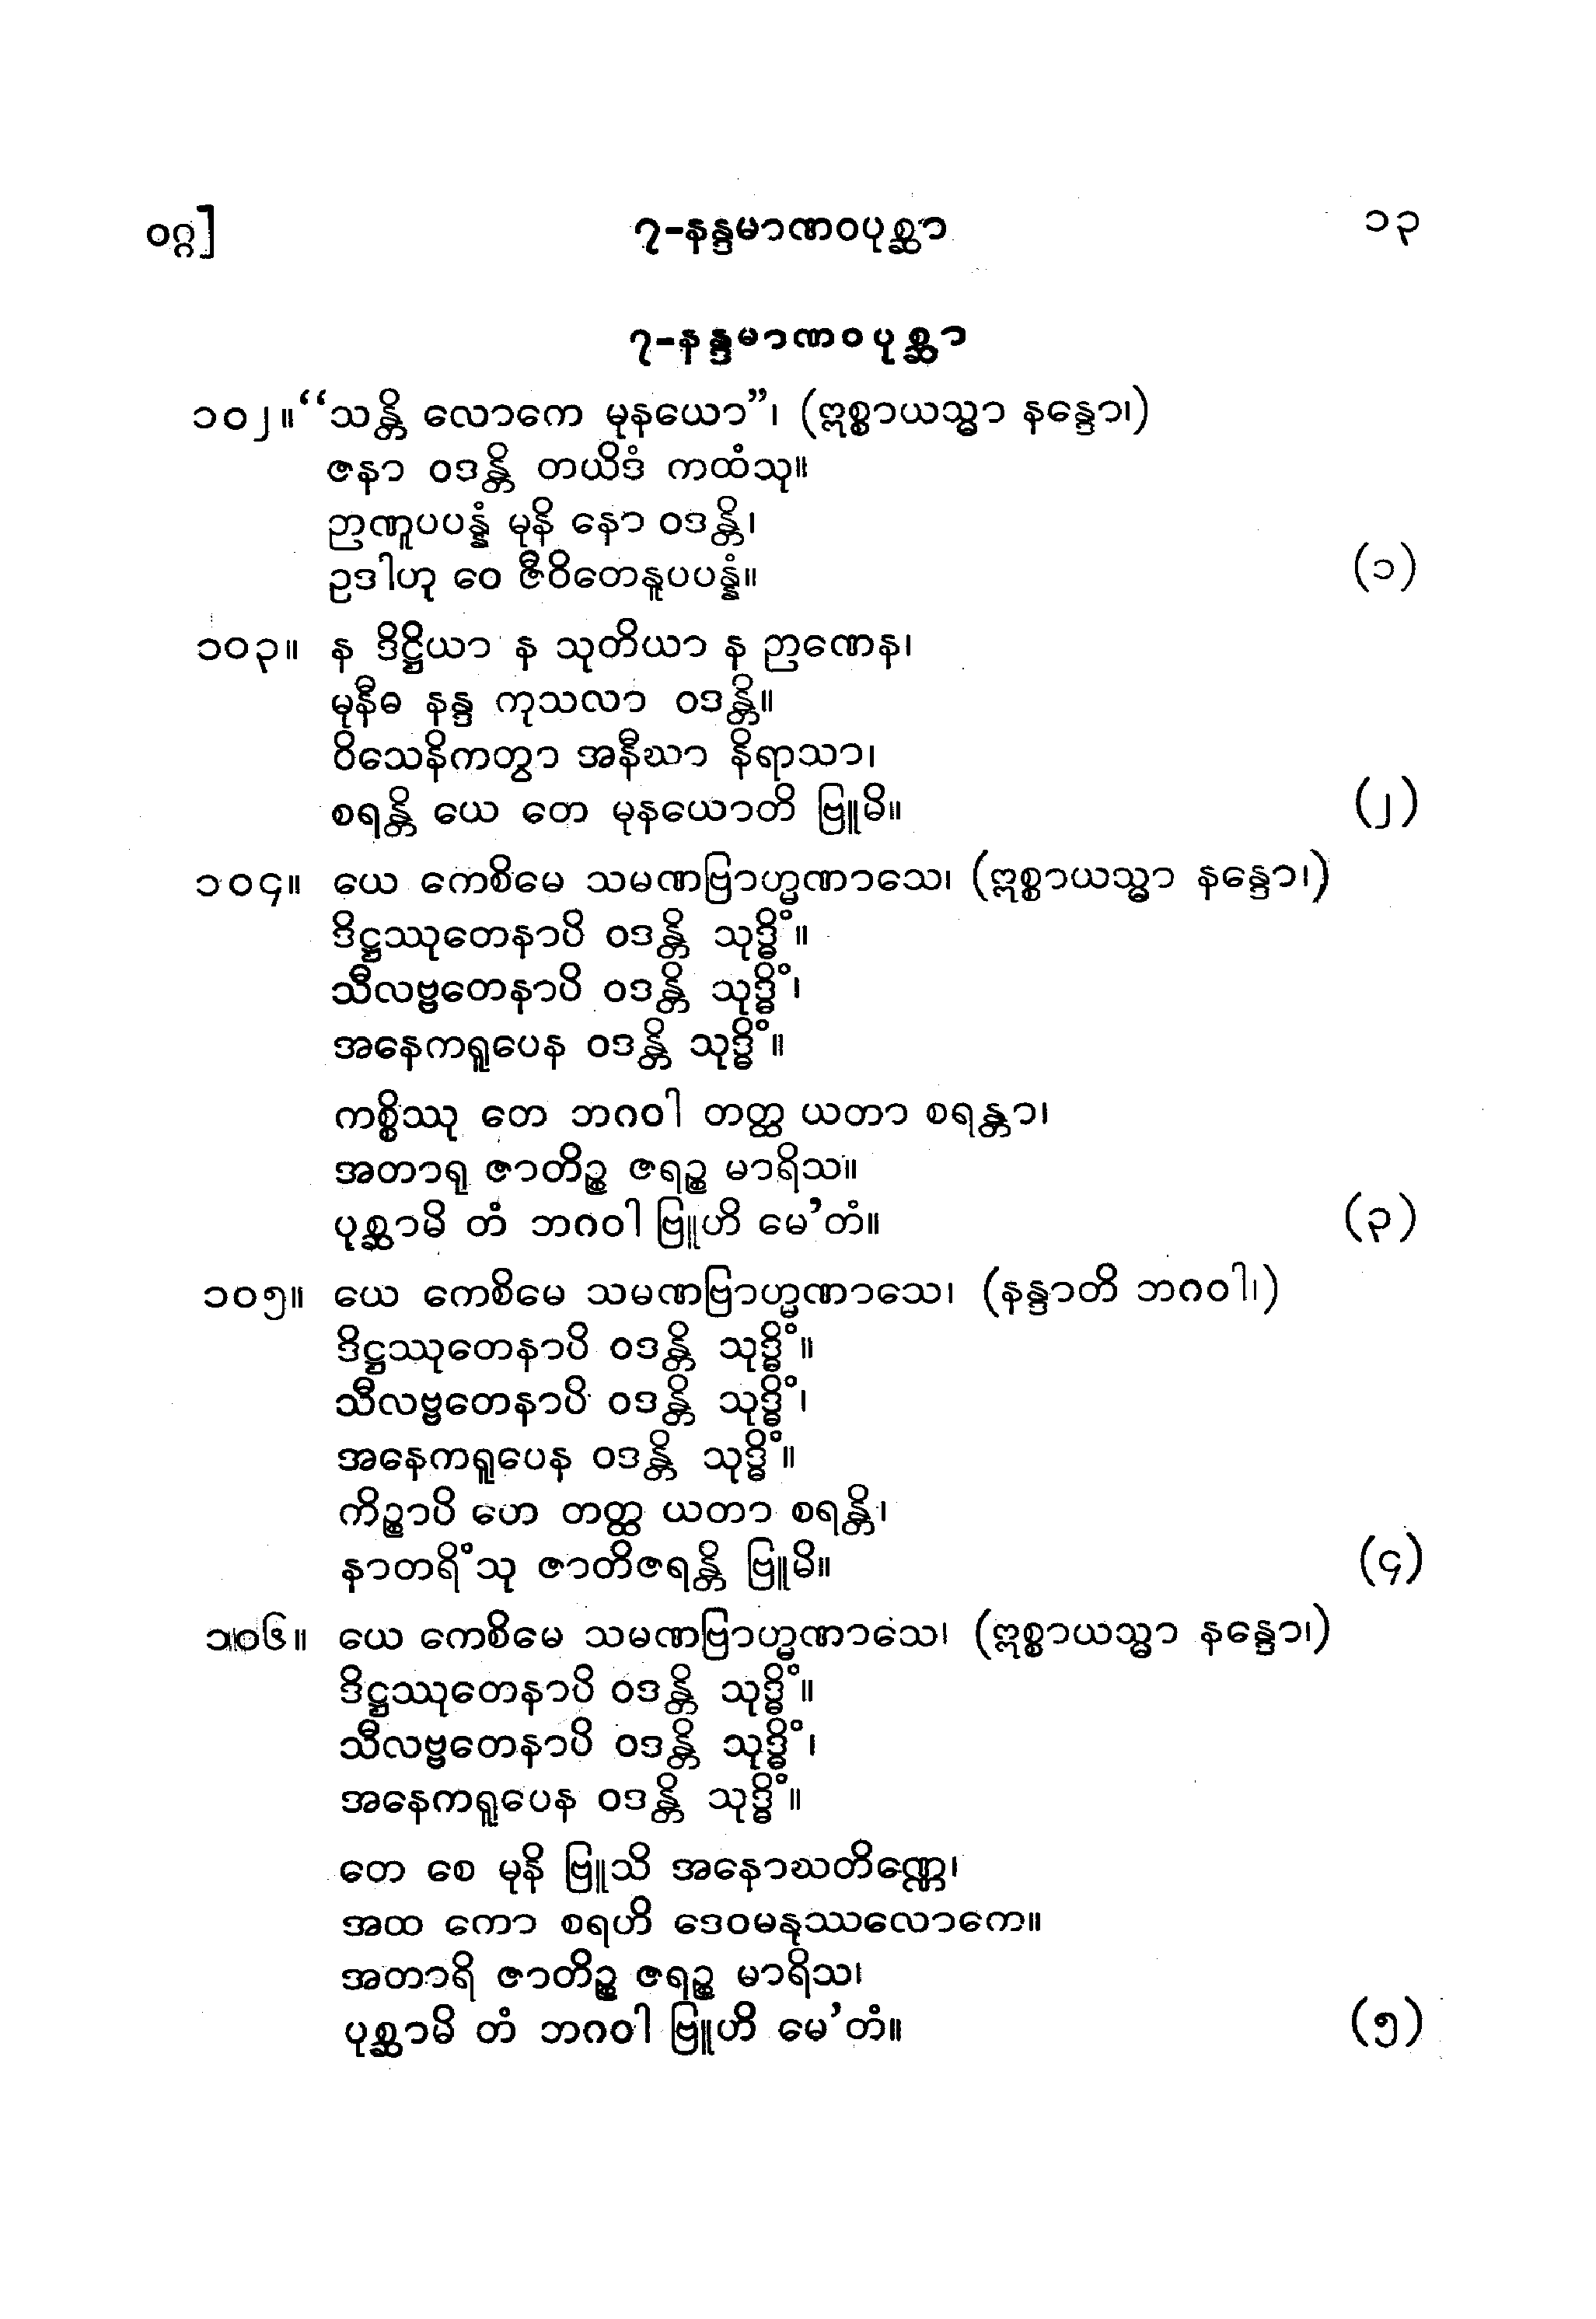 ဝဂ္ဂ] ၇-နန္ဒမာဏဝပုစ္ဆာ ၁၃
၇-နန္ဒမာဏဝပုစ္ဆာ
၁၀၂။ “သန္တိ လောကေ မုနယော”၊ (ဣစ္စာယသ္မာ နန္ဒော၊)
ဇနာ ဝဒန္တိ တယိဒံ ကထံသု။
ဉာဏူပပန္နံ မုနိ နော ဝဒန္တိ၊
ဥဒါဟု ဝေ ဇီဝိတေနူပပန္နံ။ (၁)
၁၀၃။ န ဒိဋ္ဌိယာ န သုတိယာ န ဉာဏေန၊
မုနီဓ နန္ဒ ကုသလာ ဝဒန္တိ။
ဝိသေနိကတွာ အနီဃာ နိရာသာ၊
စရန္တိ ယေ တေ မုနယောတိ ဗြူမိ။ (၂)
၁၀၄။ ယေ ကေစိမေ သမဏဗြာဟ္မဏာသေ၊ (ဣစ္စာယသ္မာ နန္ဒော၊)
ဒိဋ္ဌဿုတေနာပိ ဝဒန္တိ သုဒ္ဓိံ။
သီလဗ္ဗတေနာပိ ဝဒန္တိ သုဒ္ဓိံ၊
အနေကရူပေန ဝဒန္တိ သုဒ္ဓိံ။
ကစ္စိဿု တေ ဘဂဝါ တတ္ထ ယတာ စရန္တာ၊
အတာရု ဇာတိဉ္စ ဇရဉ္စ မာရိသ။
ပုစ္ဆာမိ တံ ဘဂဝါ ဗြူဟိ မေ’တံ။ (၃)
၁၀၅။ ယေ ကေစိမေ သမဏဗြာဟ္မဏာသေ၊ (နန္ဒာတိ ဘဂဝါ၊)
ဒိဋ္ဌဿုတေနာပိ ဝဒန္တိ သုဒ္ဓိံ။
သီလဗ္ဗတေနာပိ ဝဒန္တိ သုဒ္ဓိံ၊
အနေကရူပေန ဝဒန္တိ သုဒ္ဓိံ။
ကိဉ္စာပိ ဟေ တတ္ထ ယတာ စရန္တိ၊
နာတရိံသု ဇာတိဇရန္တိ ဗြူမိ။ (၄)
၁၀၆။ ယေ ကေစိမေ သမဏဗြာဟ္မဏာသေ၊ (ဣစ္စာယသ္မာ နန္ဒော၊)
ဒိဋ္ဌဿုတေနာပိ ဝဒန္တိ သုဒ္ဓိံ။
သီလဗ္ဗတေနာပိ ဝဒန္တိ သုဒ္ဓိံ၊
အနေကရူပေန ဝဒန္တိ သုဒ္ဓိံ။
တေ စေ မုနိ ဗြူသိ အနောဃတိဏ္ဏေ၊
အထ ကော စရဟိ ဒေဝမနုဿလောကေ။
အတာရိ ဇာတိဉ္စ ဇရဉ္စ မာရိသ၊
ပုစ္ဆာမိ တံ ဘဂဝါ ဗြူဟိ မေ’တံ။ (၅)